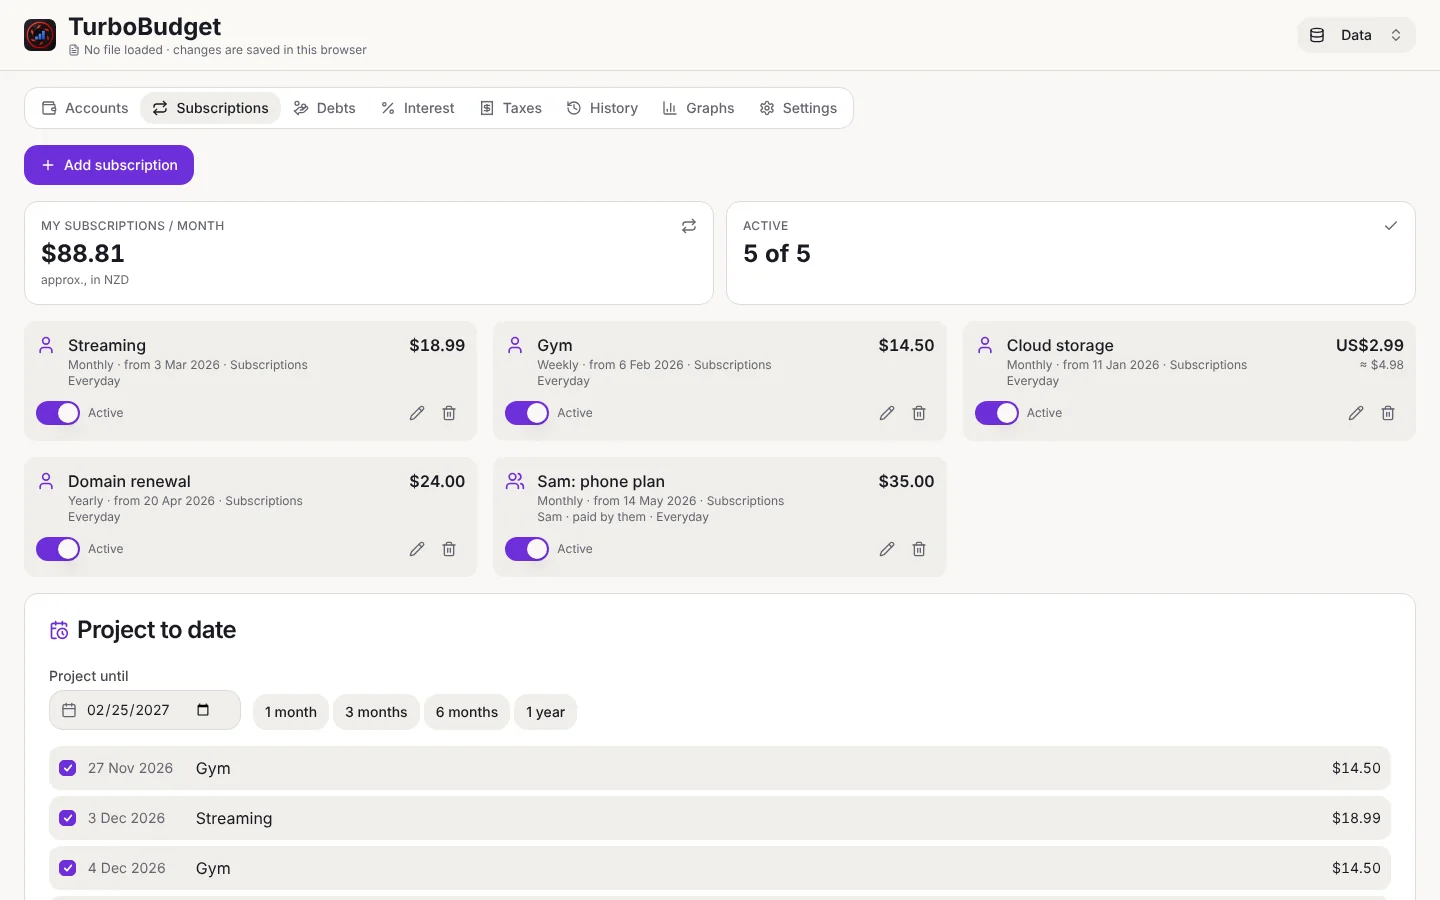 TurboBudget
No file loaded · changes are saved in this browser
Data
Accounts
Subscriptions
Debts
Interest
Taxes
History
Graphs
Settings
Add subscription
MY SUBSCRIPTIONS / MONTH
$88.81
approx., in NZD
ACTIVE
5 of 5
Streaming
$18.99
Monthly · from 3 Mar 2026 · Subscriptions
Everyday
Active
Gym
$14.50
Weekly · from 6 Feb 2026 · Subscriptions
Everyday
Active
Cloud storage
US$2.99
Monthly · from 11 Jan 2026 · Subscriptions
≈ $4.98
Everyday
Active
Domain renewal
$24.00
Yearly · from 20 Apr 2026 · Subscriptions
Everyday
Active
Sam: phone plan
$35.00
Monthly · from 14 May 2026 · Subscriptions
Sam · paid by them · Everyday
Active
Project to date
Project until
02/25/2027
1 month
3 months
6 months
1 year
27 Nov 2026 Gym $14.50
3 Dec 2026 Streaming $18.99
4 Dec 2026 Gym $14.50